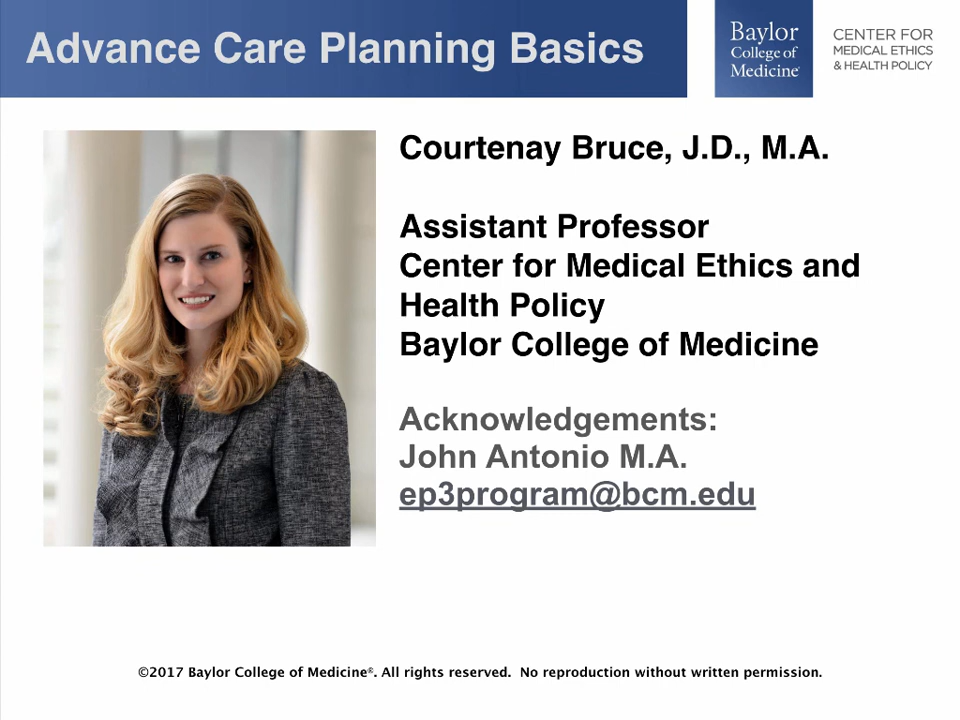 Advance Care Planning Basics
Baylor
College of
Medicine®
CENTER FOR
MEDICAL ETHICS
& HEALTH POLICY
Courtenay Bruce, J.D., M.A.
Assistant Professor
Center for Medical Ethics and
Health Policy
Baylor College of Medicine
Acknowledgements:
John Antonio M.A.
ep3program@bcm.edu
©2017 Baylor College of Medicine®. All rights reserved.  No reproduction without written permission.